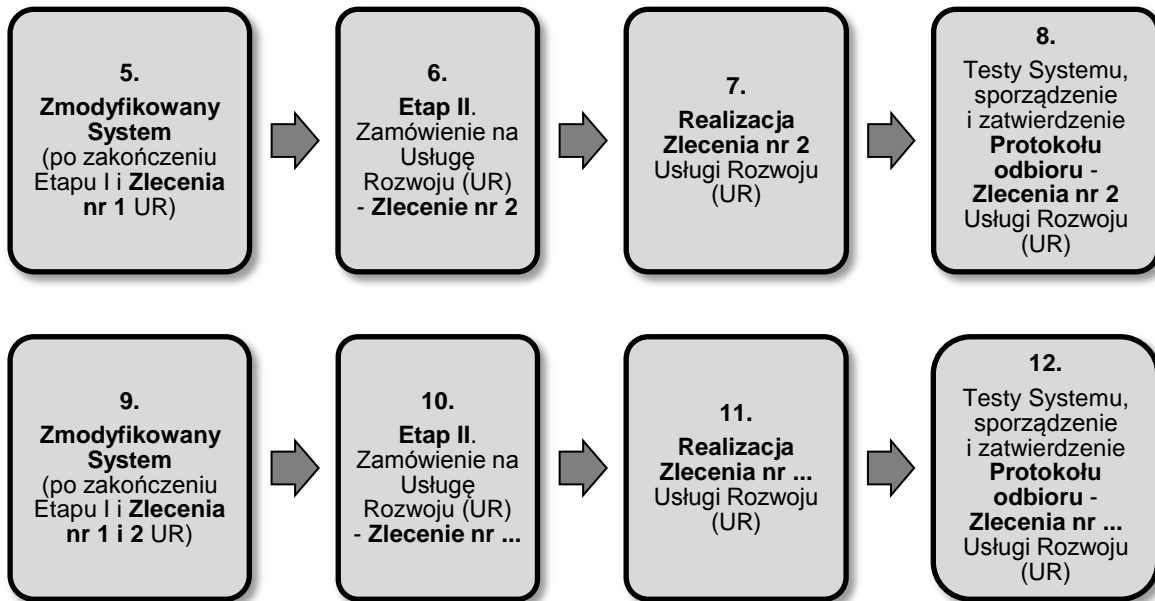 5.
Zmodyfikowany
System
(po zakończeniu
Etapu I i Zlecenia
nr 1 UR)
6.
Etap II.
Zamówienie na
Usługę
Rozwoju (UR)
- Zlecenie nr 2
7.
Realizacja
Zlecenia nr 2
Usługi Rozwoju
(UR)
8.
Testy Systemu,
sporządzenie
i zatwierdzenie
Protokołu
odbioru -
Zlecenia nr 2
Usługi Rozwoju
(UR)
9.
Zmodyfikowany
System
(po zakończeniu
Etapu I i Zlecenia
nr 1 i 2 UR)
10.
Etap II.
Zamówienie na
Usługę
Rozwoju (UR)
- Zlecenie nr ...
11.
Realizacja
Zlecenia nr ...
Usługi Rozwoju
(UR)
12.
Testy Systemu,
sporządzenie
i zatwierdzenie
Protokołu
odbioru -
Zlecenia nr ...
Usługi Rozwoju
(UR)